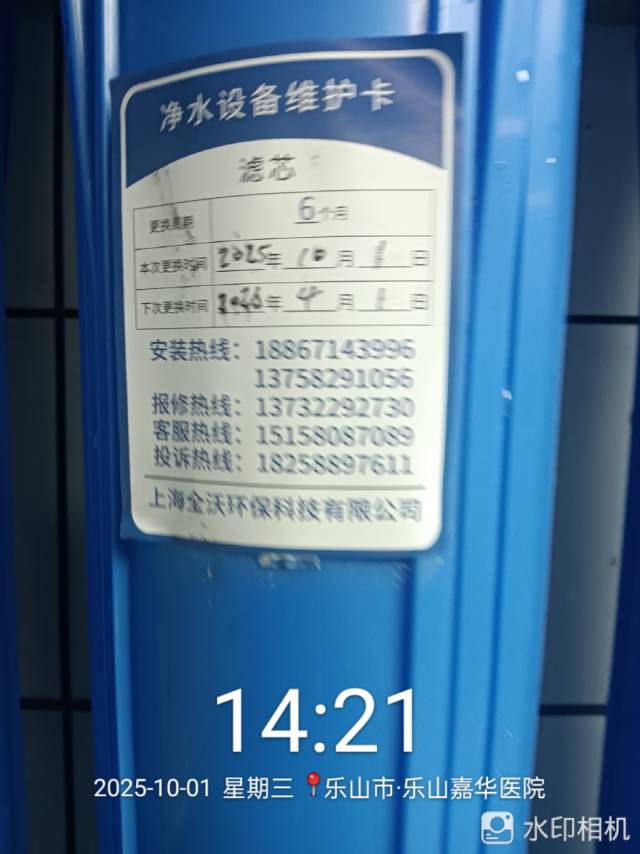 净水设备维护卡
滤芯
更换周期 6个月
本次更换时间 2025年 10 月 1 日
下次更换时间 2026年 4 月 1 日
安装热线：18867143996
13758291056
报修热线：13732292730
客服热线：15158087089
投诉热线：18258897611
上海全沃环保科技有限公司
14:21
2025-10-01 星期三 乐山市·乐山嘉华医院
水印相机